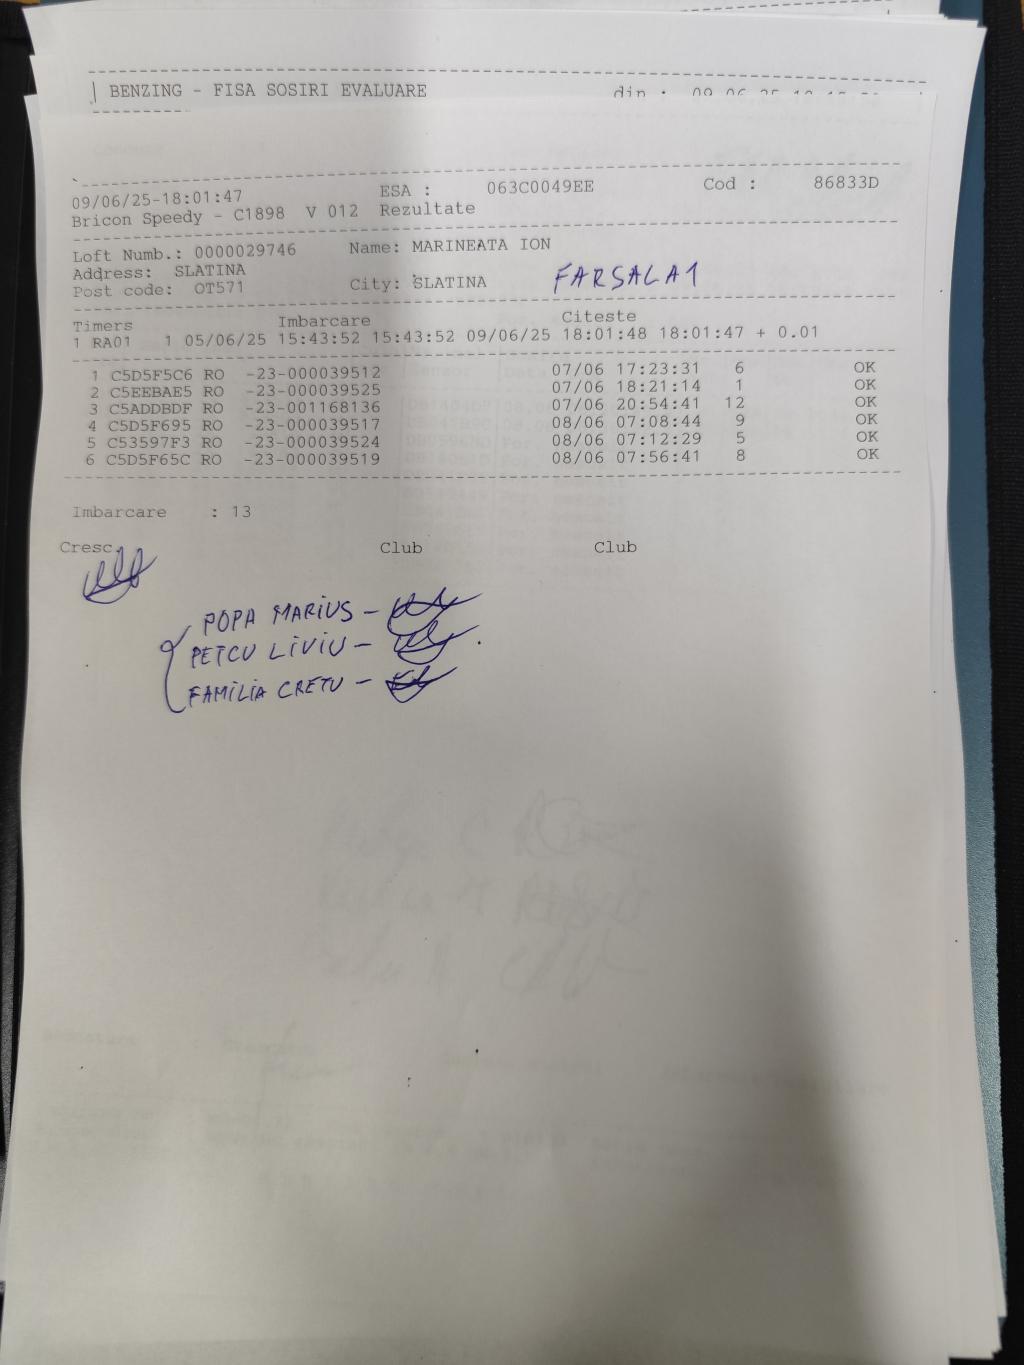 BENZING - FISA SOSIRI EVALUARE din :
09/06/25-18:01:47 ESA : 063C0049EE Cod : 86833D
Bricon Speedy - C1898 V 012 Rezultate
Loft Numb.: 0000029746 Name: MARINEATA ION
Address: SLATINA
Post code: OT571 City: SLATINA FARSALA1
Timers Imbarcare Citeste
1 RA01 1 05/06/25 15:43:52 15:43:52 09/06/25 18:01:48 18:01:47 + 0.01
1 C5D5F5C6 RO -23-000039512 07/06 17:23:31 6 OK
2 C5EEBAE5 RO -23-000039525 07/06 18:21:14 1 OK
3 C5ADDBDF RO -23-001168136 07/06 20:54:41 12 OK
4 C5D5F695 RO -23-000039517 08/06 07:08:44 9 OK
5 C53597F3 RO -23-000039524 08/06 07:12:29 5 OK
6 C5D5F65C RO -23-000039519 08/06 07:56:41 8 OK
Imbarcare : 13
Cresc. Club Club
POPA MARIUS -
PETCU LIVIU -
FAMILIA CRETU -